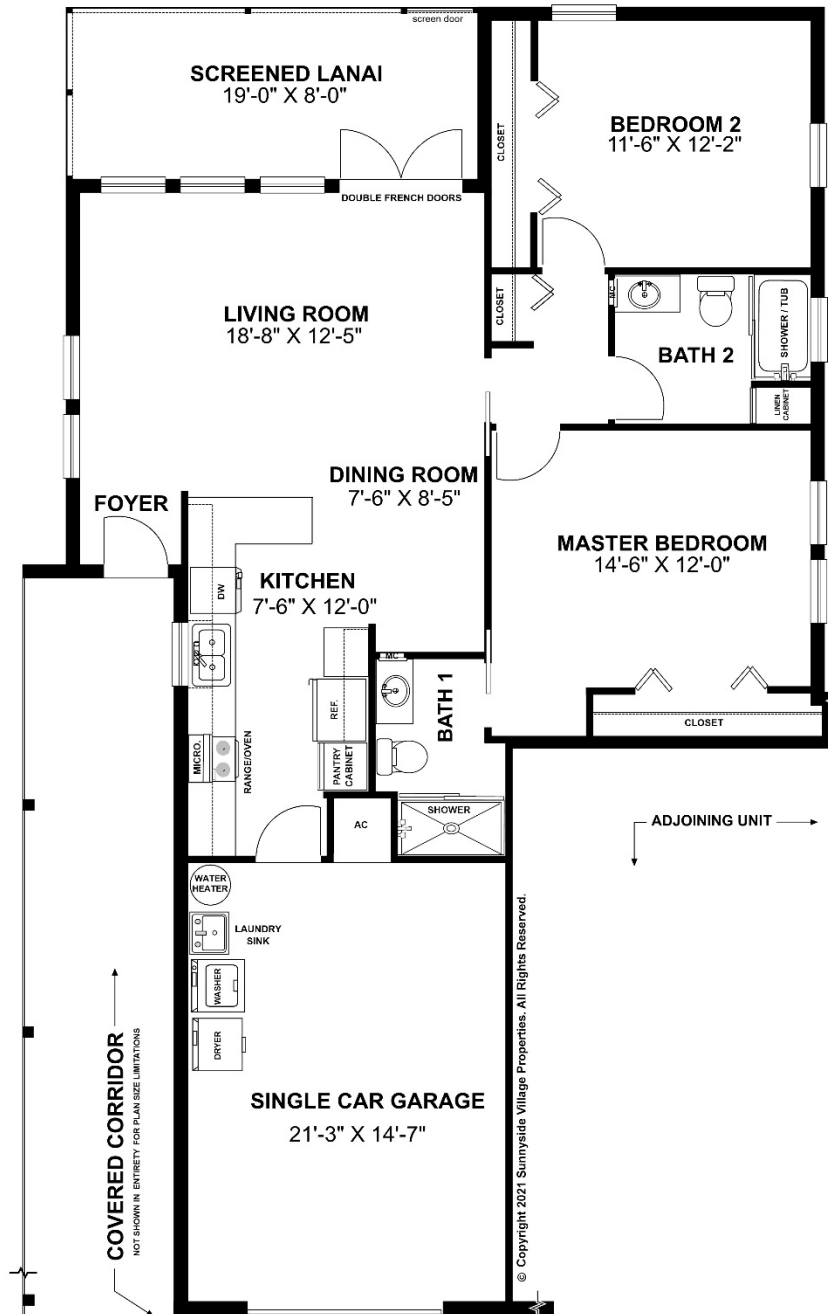 screen door
SCREENED LANAI
19'-0" X 8'-0"
DOUBLE FRENCH DOORS
CLOSET
BEDROOM 2
11'-6" X 12'-2"
LIVING ROOM
18'-8" X 12'-5"
CLOSET
MC
BATH 2
SHOWER / TUB
LINEN
CABINET
DINING ROOM
7'-6" X 8'-5"
FOYER
MASTER BEDROOM
14'-6" X 12'-0"
CLOSET
KITCHEN
7'-6" X 12'-0"
DW
REF.
PANTRY
CABINET
MICRO.
RANGE/OVEN
MC
BATH 1
SHOWER
AC
ADJOINING UNIT
WATER
HEATER
LAUNDRY
SINK
WASHER
DRYER
SINGLE CAR GARAGE
21'-3" X 14'-7"
COVERED CORRIDOR
NOT SHOWN IN ENTIRETY FOR PLAN SIZE LIMITATIONS
© Copyright 2021 Sunnyside Village Properties. All Rights Reserved.